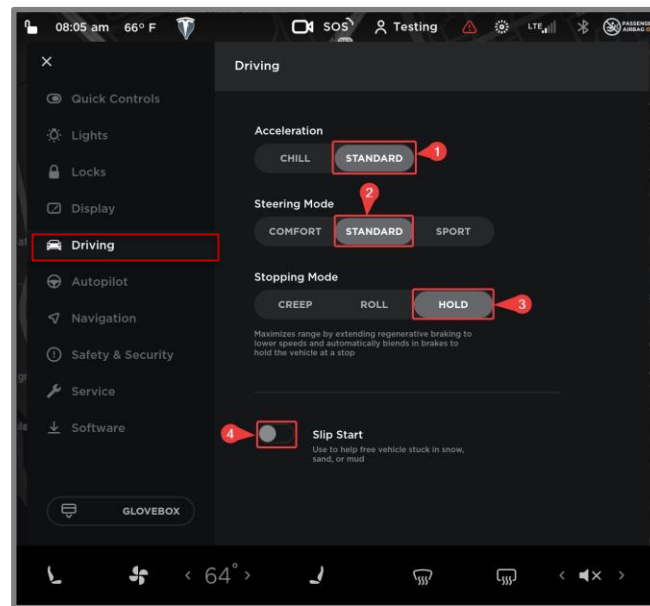 08:05 am 66° F SOS Testing LTE PASSENGER AIRBAG
Driving
Quick Controls
Lights
Locks
Display
Driving
Autopilot
Navigation
Safety & Security
Service
Software
GLOVEBOX
Acceleration
CHILL STANDARD 1
2
Steering Mode
COMFORT STANDARD SPORT
Stopping Mode
CREEP ROLL HOLD 3
Maximizes range by extending regenerative braking to
lower speeds and automatically blends in brakes to
hold the vehicle at a stop
4 Slip Start
Use to help free vehicle stuck in snow,
sand, or mud
64°